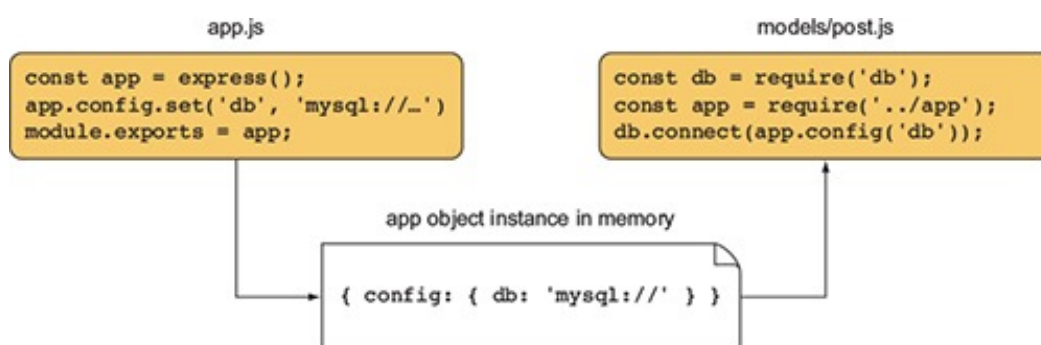 app.js
const app = express();
app.config.set('db', 'mysql://…')
module.exports = app;
models/post.js
const db = require('db');
const app = require('../app');
db.connect(app.config('db'));
app object instance in memory
{ config: { db: 'mysql://' } }